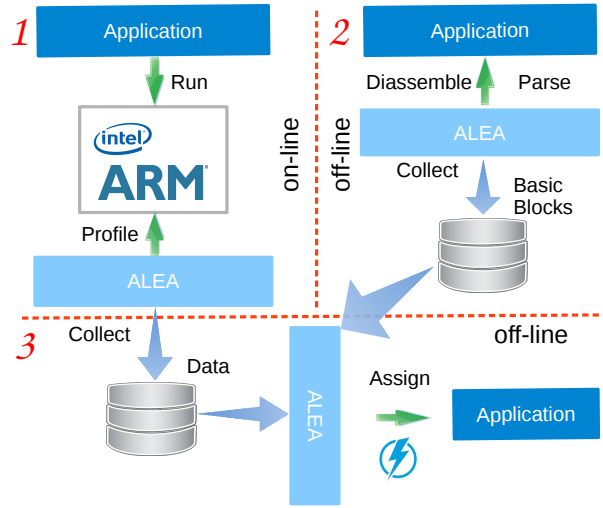 1
Application
Run
intel
ARM
Profile
ALEA
on-line
off-line
2
Application
Diassemble
Parse
ALEA
Collect
Basic
Blocks
3
Collect
Data
ALEA
off-line
Assign
Application